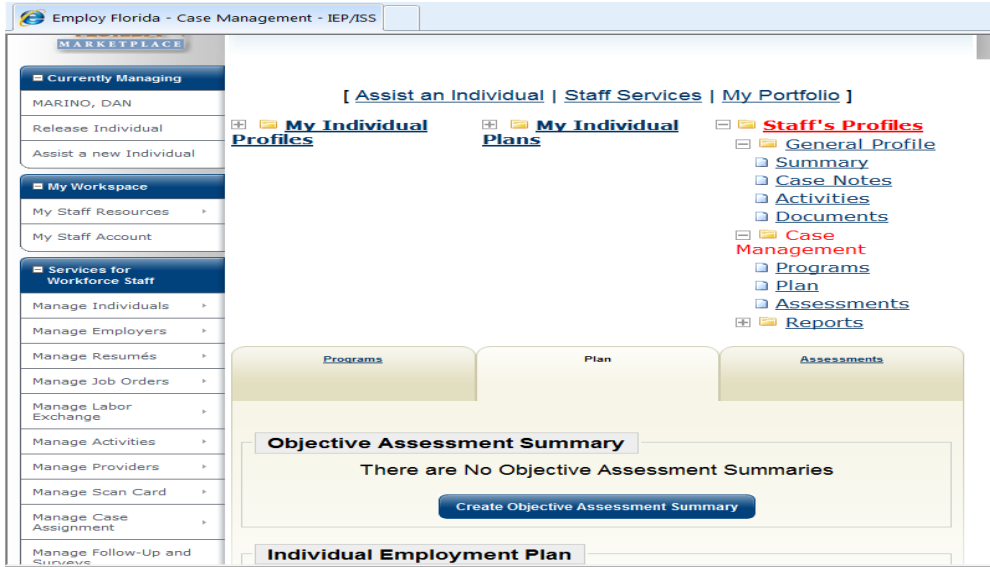 Employ Florida - Case Management - IEP/ISS
MARKETPLACE
Currently Managing
MARINO, DAN
Release Individual
Assist a new Individual
My Workspace
My Staff Resources
My Staff Account
Services for
Workforce Staff
Manage Individuals
Manage Employers
Manage Resumés
Manage Job Orders
Manage Labor
Exchange
Manage Activities
Manage Providers
Manage Scan Card
Manage Case
Assignment
Manage Follow-Up and
Surveys
[ Assist an Individual | Staff Services | My Portfolio ]
My Individual
Profiles
My Individual
Plans
Staff's Profiles
General Profile
Summary
Case Notes
Activities
Documents
Case
Management
Programs
Plan
Assessments
Reports
Programs
Plan
Assessments
Objective Assessment Summary
There are No Objective Assessment Summaries
Create Objective Assessment Summary
Individual Employment Plan